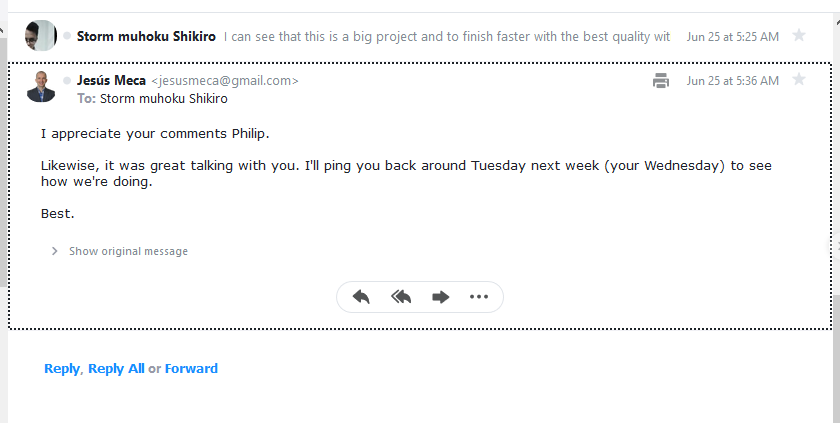 Storm muhoku Shikiro I can see that this is a big project and to finish faster with the best quality wit Jun 25 at 5:25 AM
Jesús Meca <jesusmeca@gmail.com> Jun 25 at 5:36 AM
To: Storm muhoku Shikiro
I appreciate your comments Philip.
Likewise, it was great talking with you. I'll ping you back around Tuesday next week (your Wednesday) to see
how we're doing.
Best.
Show original message
Reply, Reply All or Forward